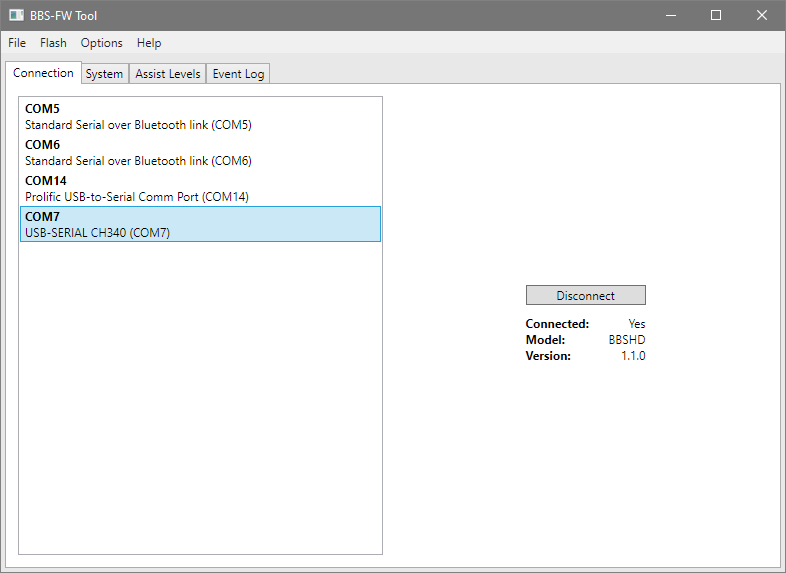 BBS-FW Tool
File Flash Options Help
Connection System Assist Levels Event Log
COM5
Standard Serial over Bluetooth link (COM5)
COM6
Standard Serial over Bluetooth link (COM6)
COM14
Prolific USB-to-Serial Comm Port (COM14)
COM7
USB-SERIAL CH340 (COM7)
Disconnect
Connected: Yes
Model: BBSHD
Version: 1.1.0